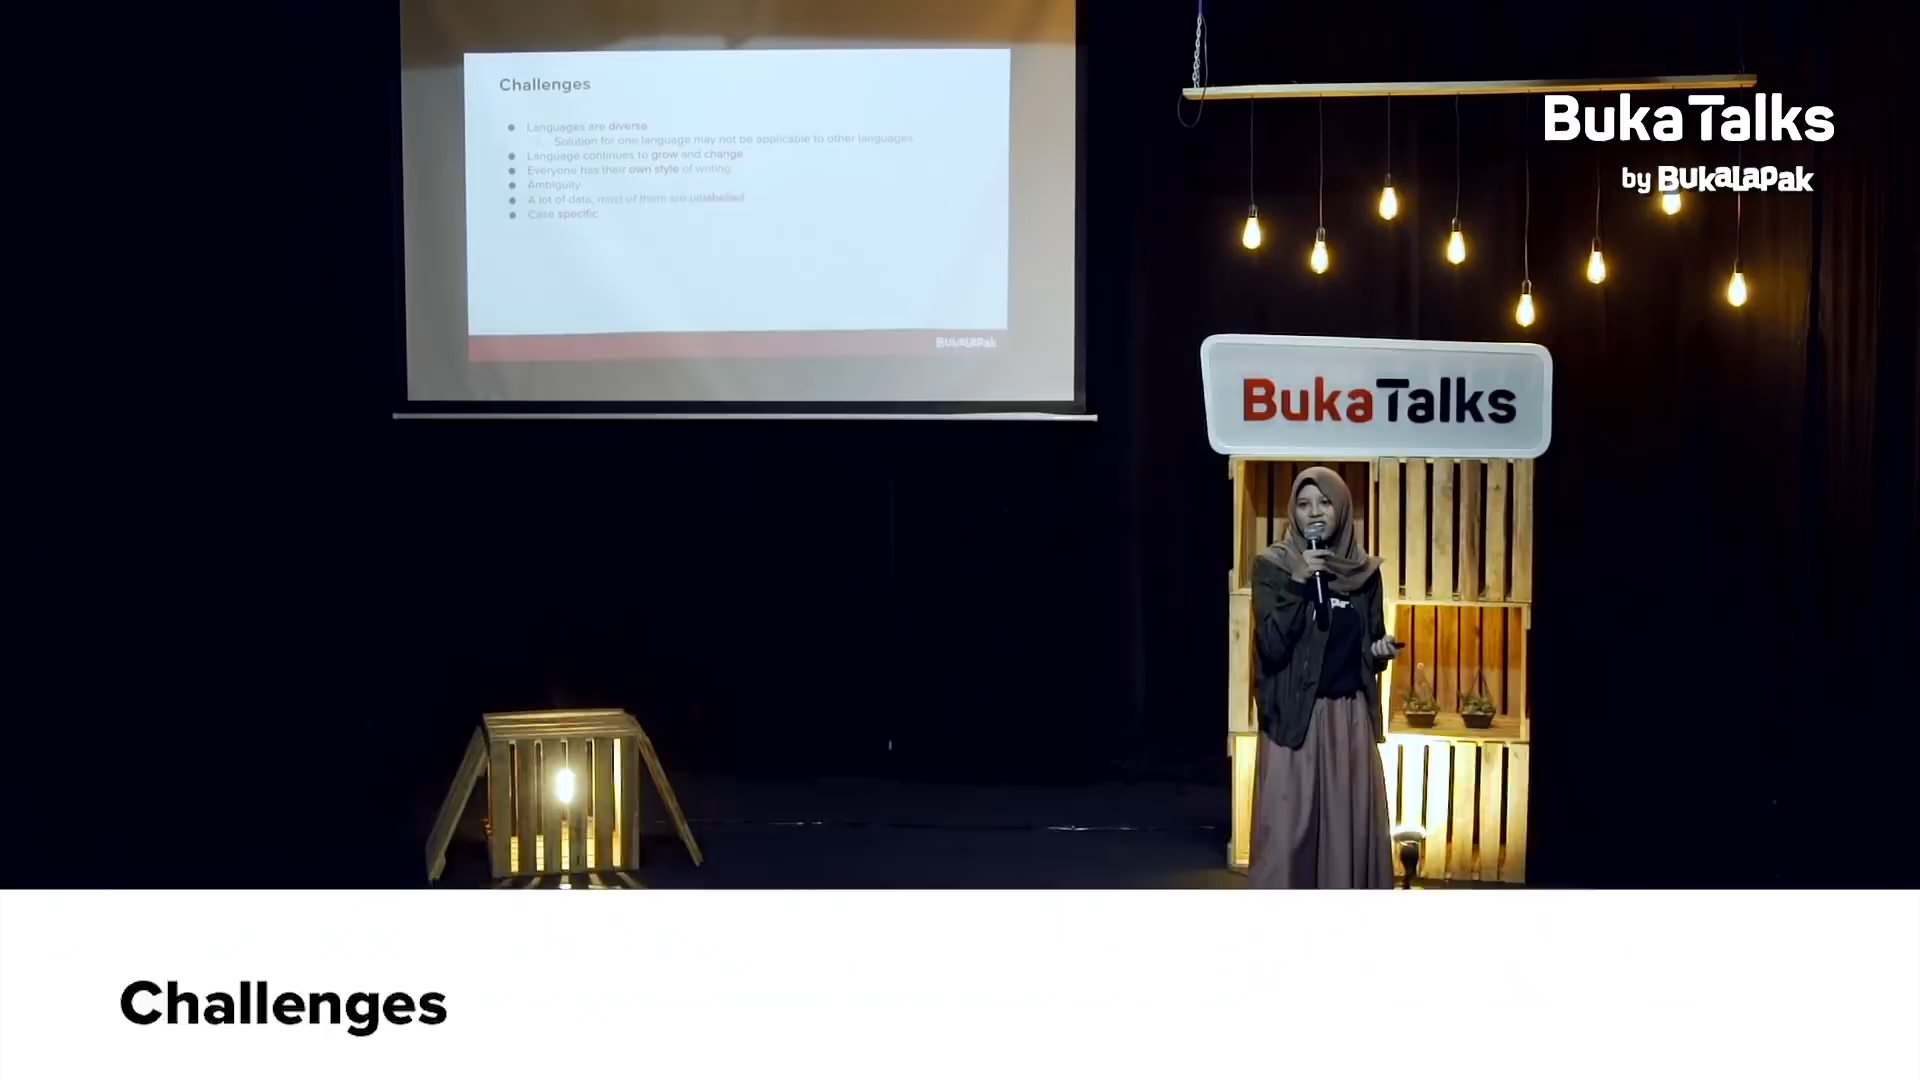 Challenges
Languages are diverse
Solution for one language may not be applicable to other languages
Language continues to grow and change
Everyone has their own style of writing
Ambiguity
A lot of data, most of them are unlabelled
Case specific
BukaLapak
BukaTalks
by BukaLapak
BukaTalks
Challenges